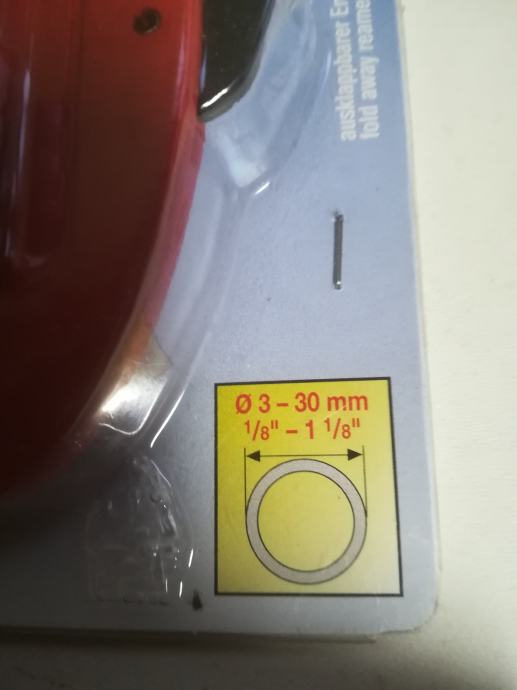 ausklappbarer
fold away reamer
Ø 3 – 30 mm
1/8" – 1 1/8"